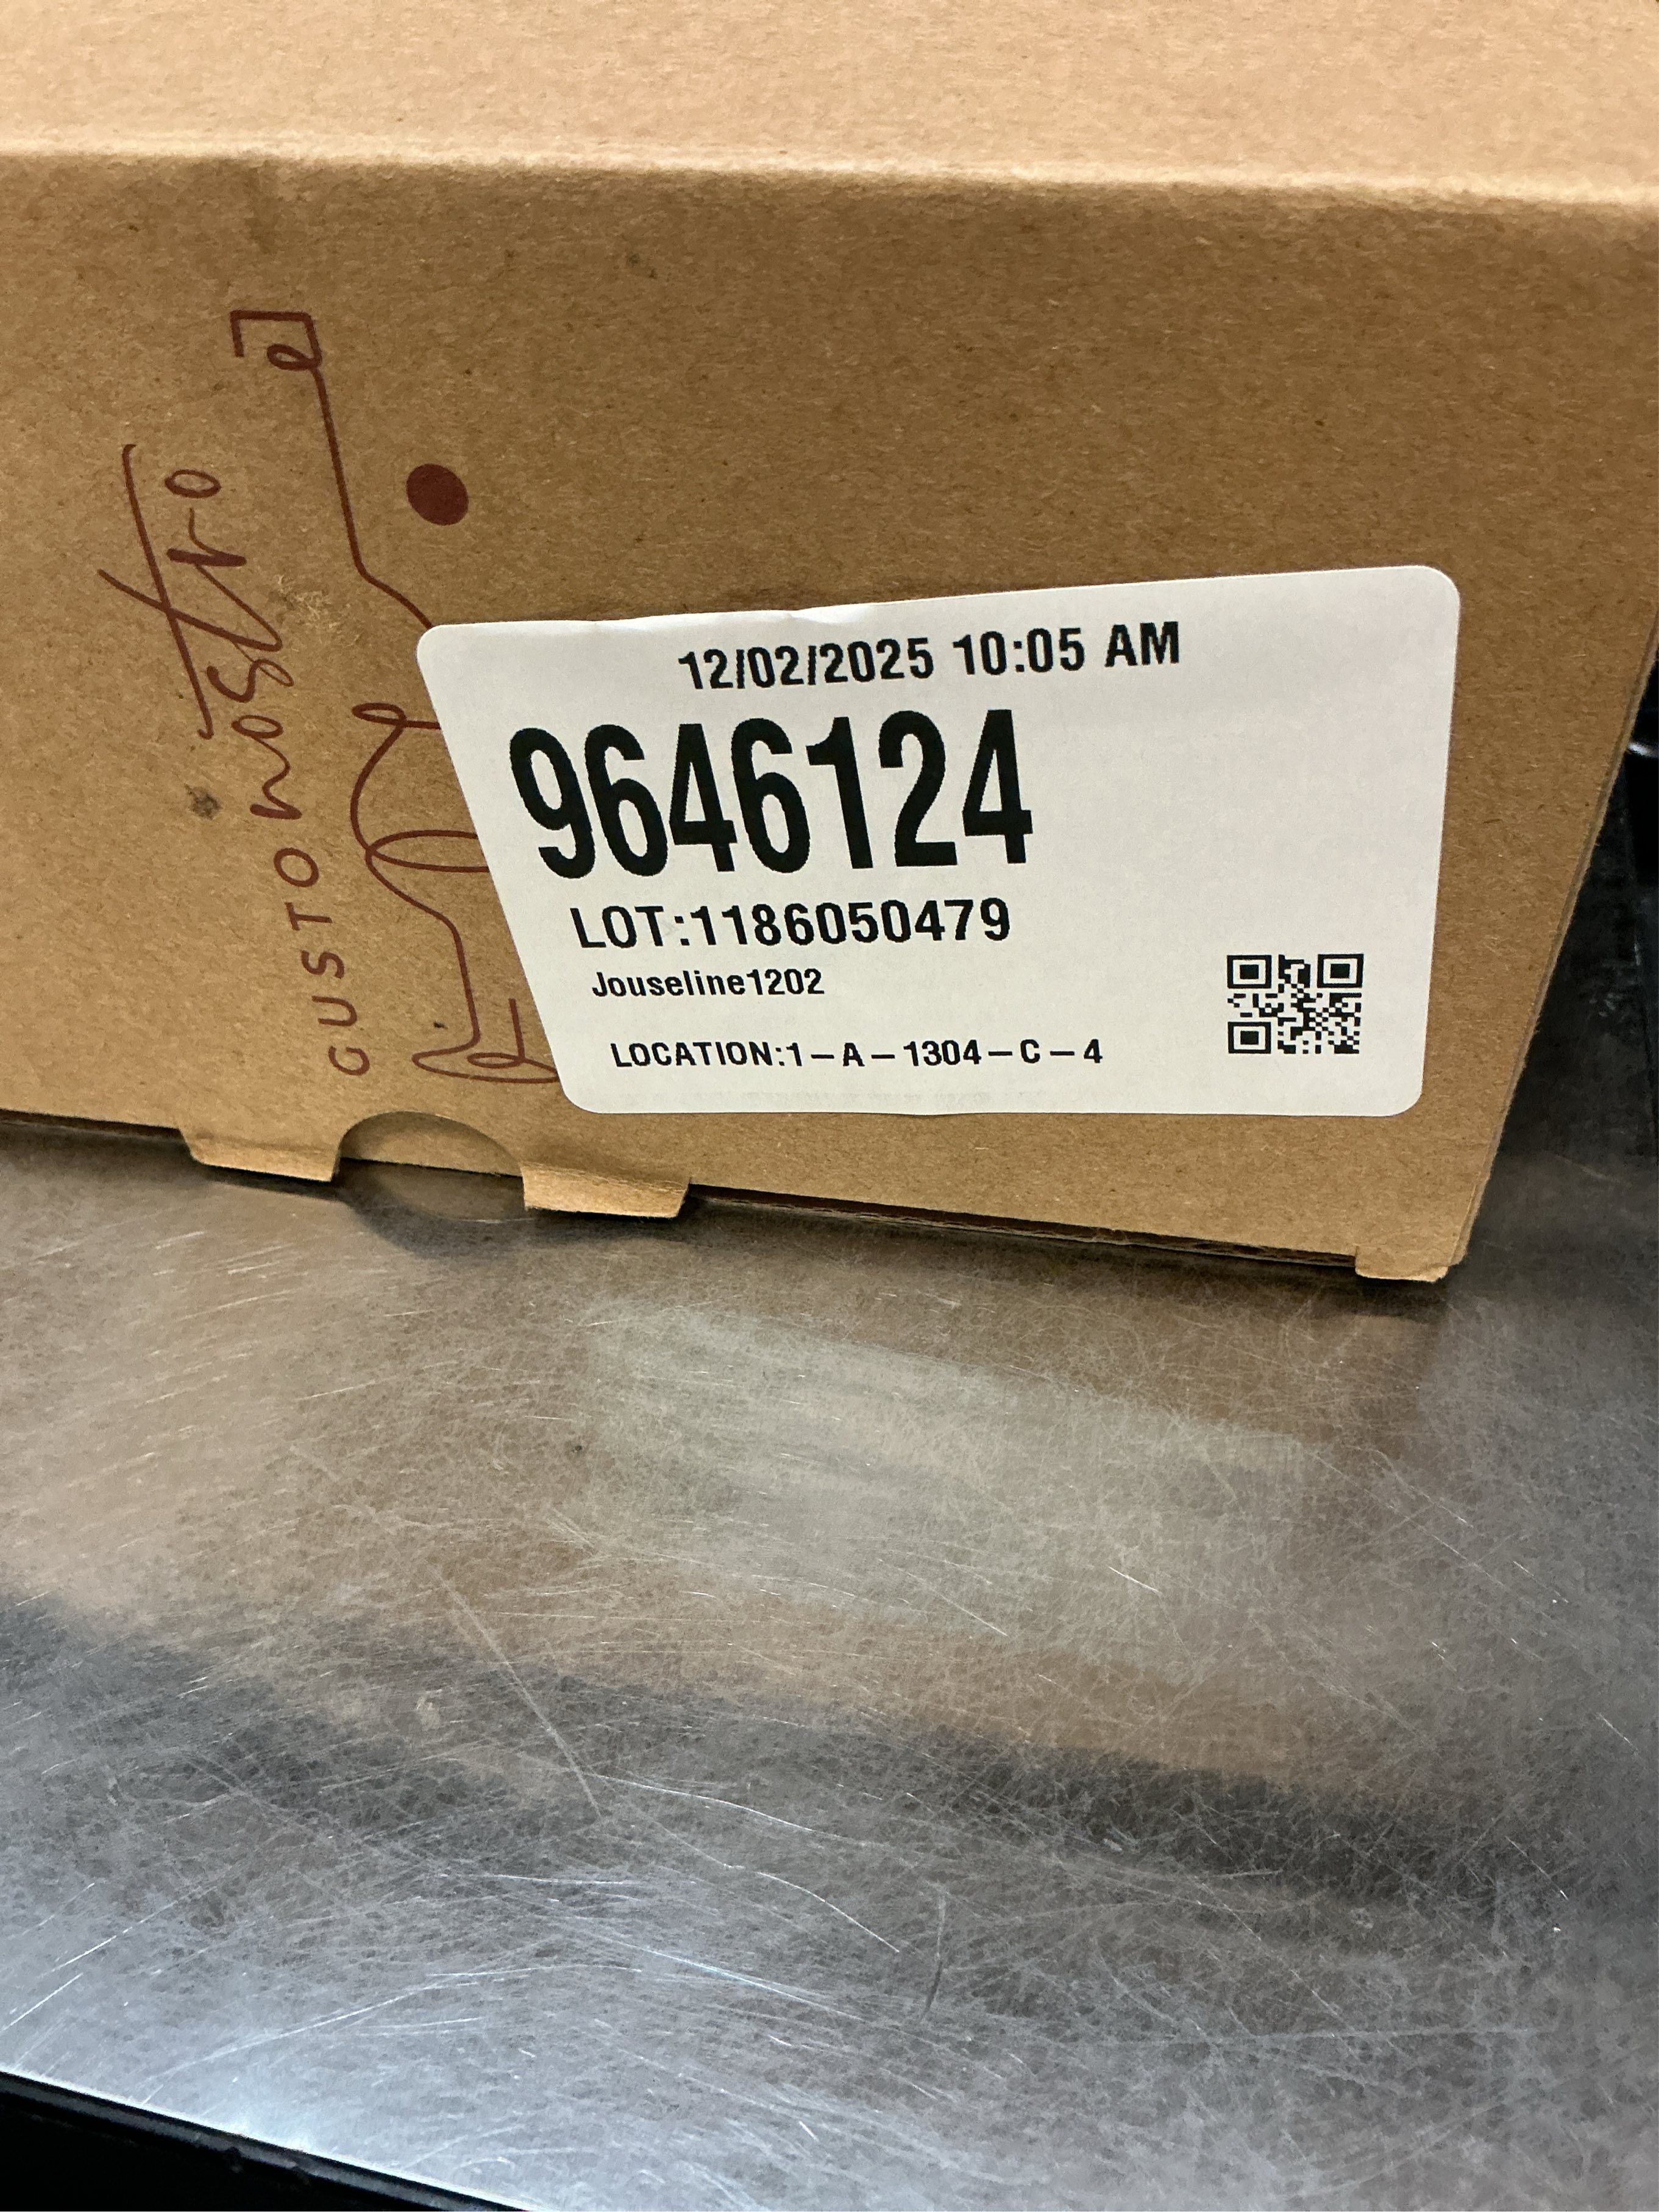 GUSTO nostro
12/02/2025 10:05 AM
9646124
LOT:1186050479
Jouseline1202
LOCATION:1-A-1304-C-4